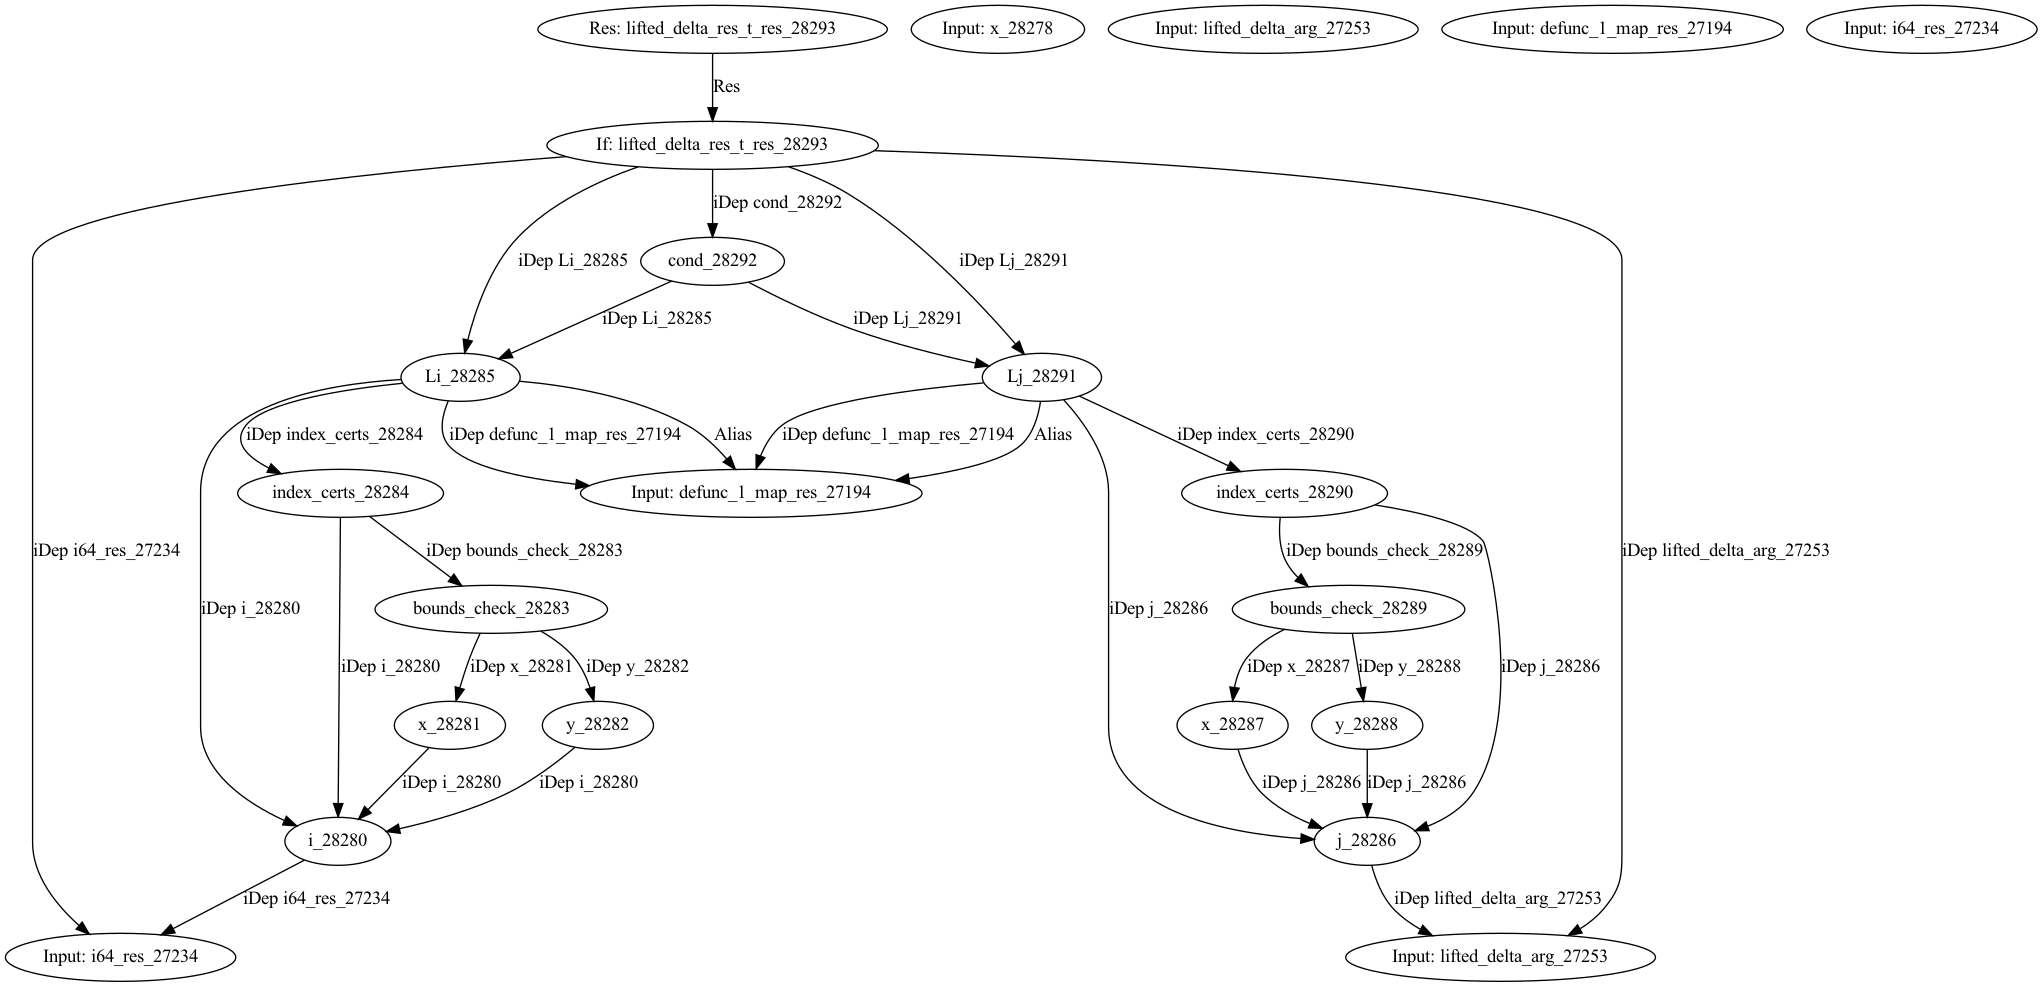 Res: lifted_delta_res_t_res_28293
Input: x_28278
Input: lifted_delta_arg_27253
Input: defunc_1_map_res_27194
Input: i64_res_27234
Res
If: lifted_delta_res_t_res_28293
iDep cond_28292
iDep Li_28285
cond_28292
iDep Lj_28291
iDep Li_28285
iDep Lj_28291
Li_28285
Lj_28291
iDep index_certs_28284
iDep defunc_1_map_res_27194
Alias
iDep defunc_1_map_res_27194
Alias
iDep index_certs_28290
index_certs_28284
Input: defunc_1_map_res_27194
index_certs_28290
iDep i64_res_27234
iDep bounds_check_28283
iDep bounds_check_28289
iDep lifted_delta_arg_27253
iDep i_28280
bounds_check_28283
iDep j_28286
bounds_check_28289
iDep i_28280
iDep x_28281
iDep y_28282
iDep x_28287
iDep y_28288
iDep j_28286
x_28281
y_28282
x_28287
y_28288
iDep i_28280
iDep i_28280
iDep j_28286
iDep j_28286
i_28280
j_28286
iDep i64_res_27234
iDep lifted_delta_arg_27253
Input: i64_res_27234
Input: lifted_delta_arg_27253